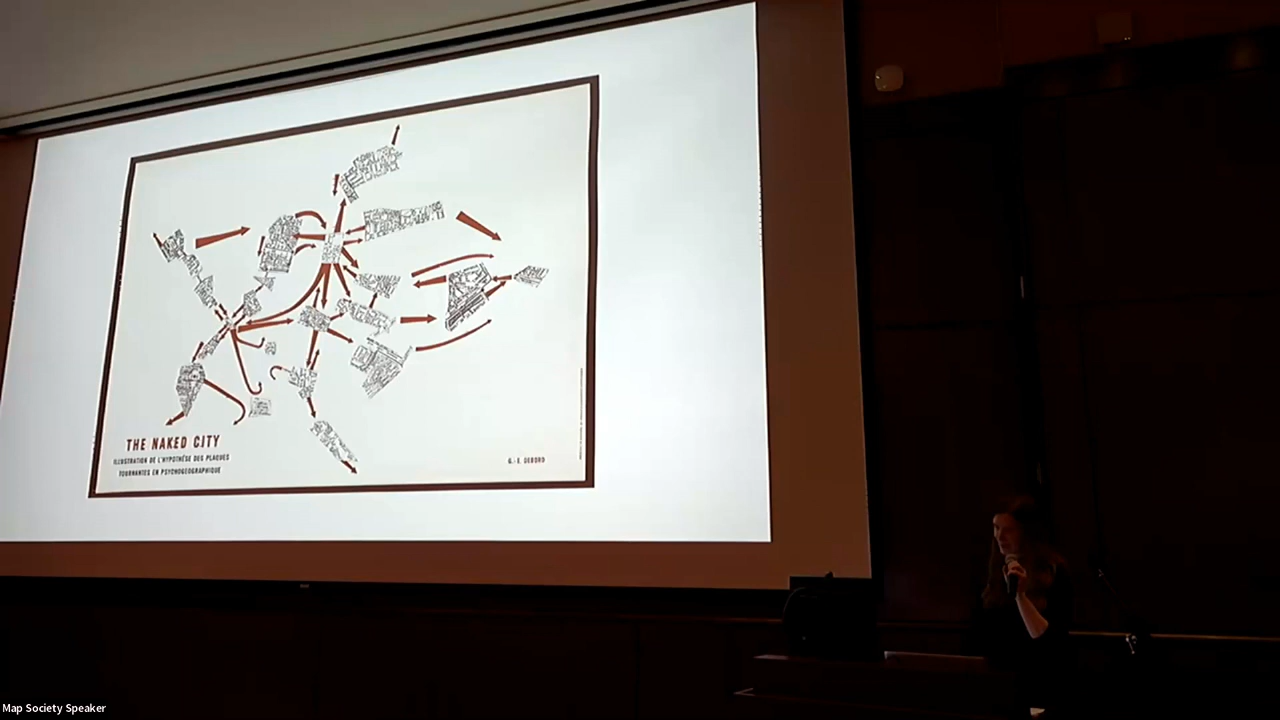 THE NAKED CITY
ILLUSTRATION DE L'HYPOTHÈSE DES PLAQUES
TOURNANTES EN PSYCHOGEOGRAPHIQUE
G.-E. DEBORD
Map Society Speaker